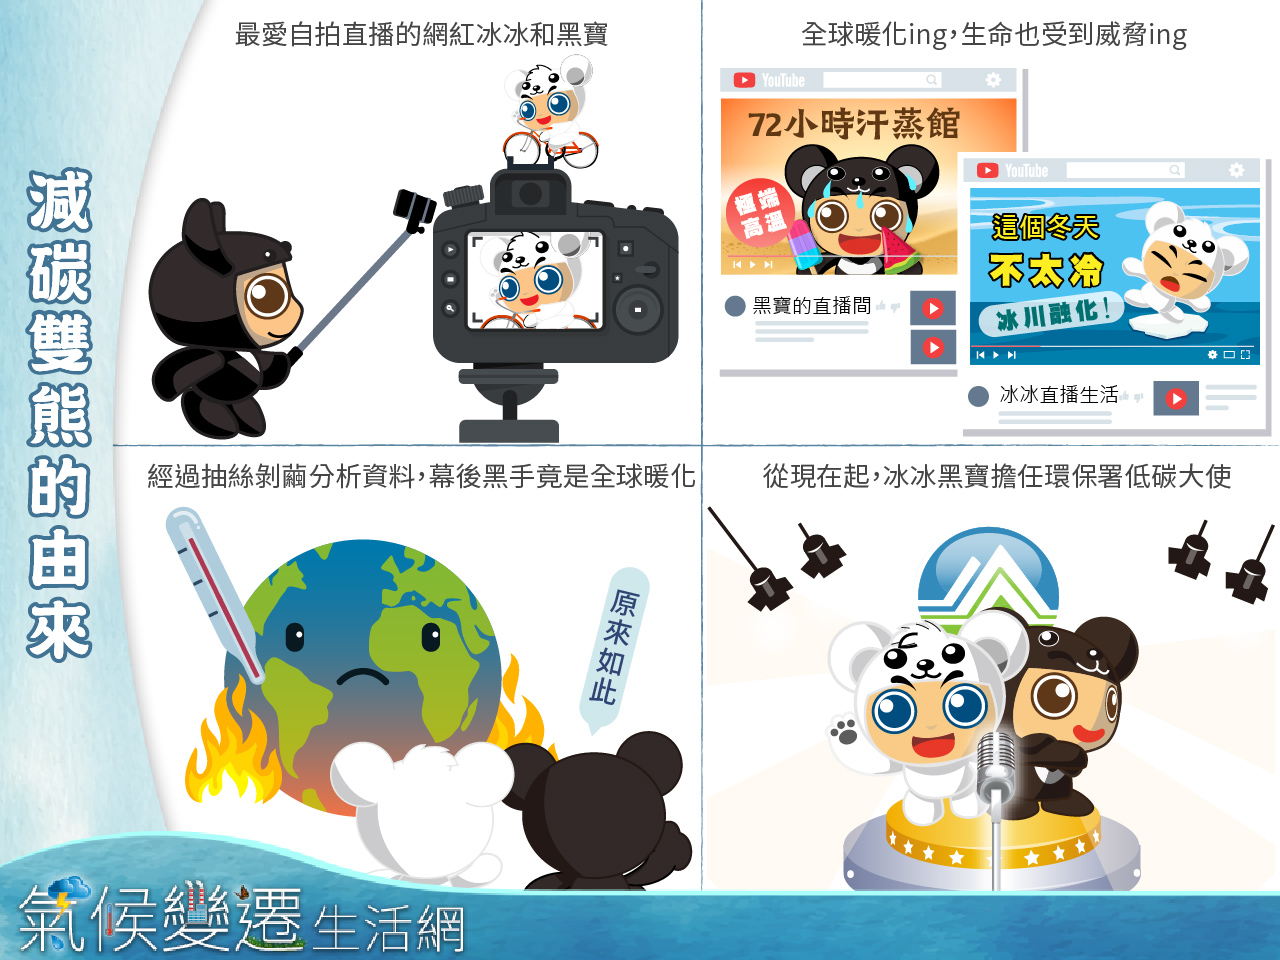 減碳雙熊的由來
最愛自拍直播的網紅冰冰和黑寶
全球暖化ing,生命也受到威脅ing
YouTube
72小時汗蒸館
極端
高溫
黑寶的直播間
YouTube
這個冬天
不太冷
冰川融化!
冰冰直播生活
經過抽絲剝繭分析資料,幕後黑手竟是全球暖化
原來如此
從現在起,冰冰黑寶擔任環保署低碳大使
氣候變遷生活網